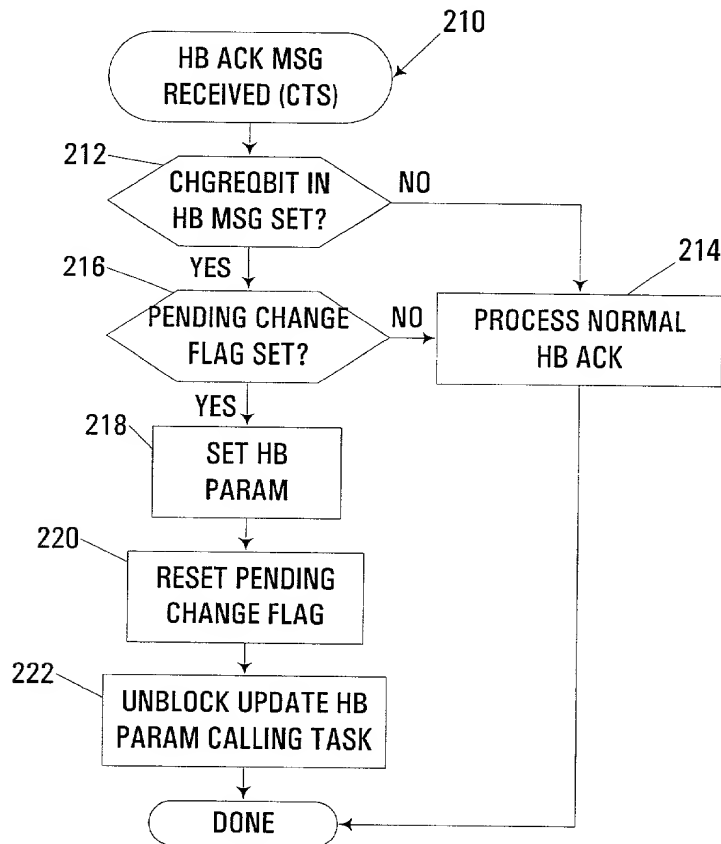 210
HB ACK MSG
RECEIVED (CTS)
212
CHGREQBIT IN
HB MSG SET?
NO
YES
216
214
PENDING CHANGE
FLAG SET?
NO
PROCESS NORMAL
HB ACK
YES
218
SET HB
PARAM
220
RESET PENDING
CHANGE FLAG
222
UNBLOCK UPDATE HB
PARAM CALLING TASK
DONE